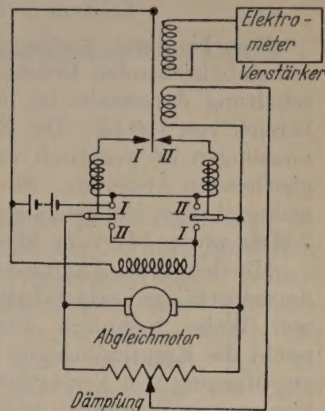 Elektro-
meter
Verstärker
I II
I II
II I
Abgleichmotor
Dämpfung